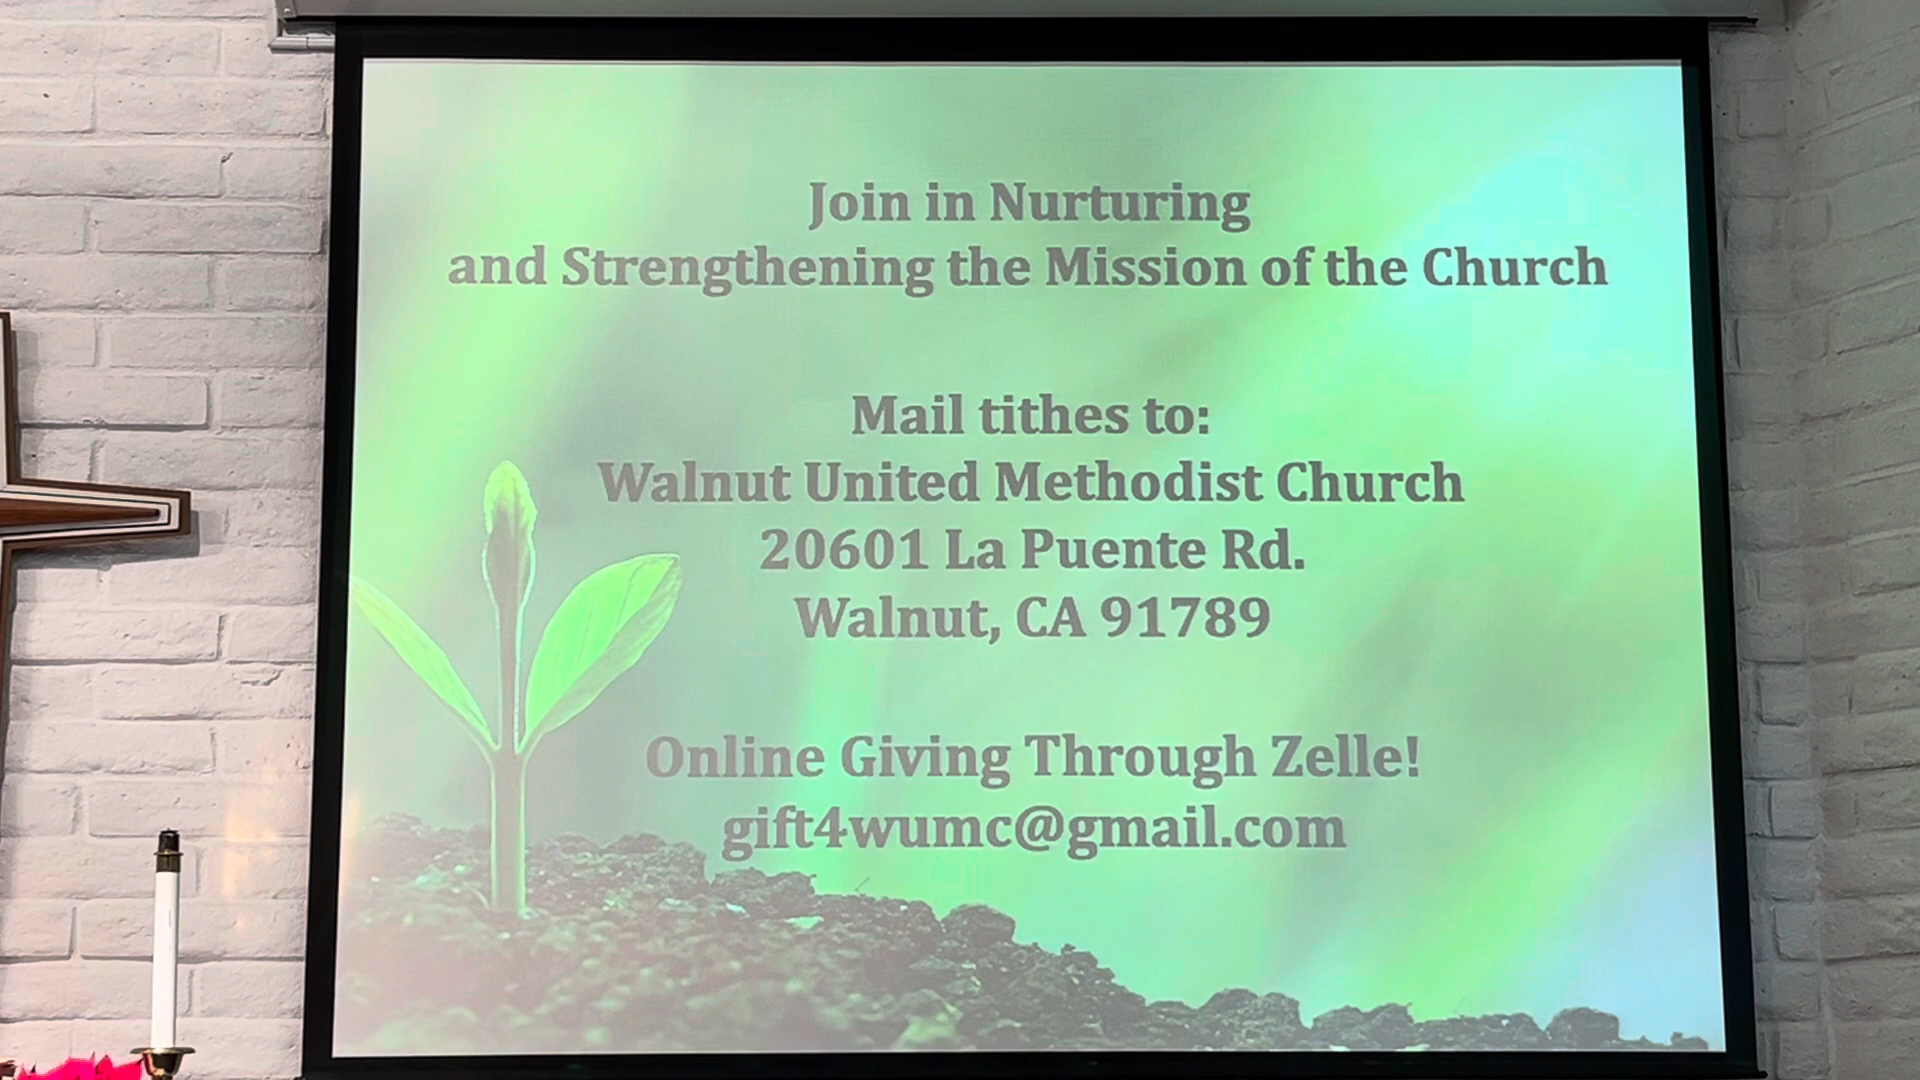 Join in Nurturing
and Strengthening the Mission of the Church
Mail tithes to:
Walnut United Methodist Church
20601 La Puente Rd.
Walnut, CA 91789
Online Giving Through Zelle!
gift4wumc@gmail.com